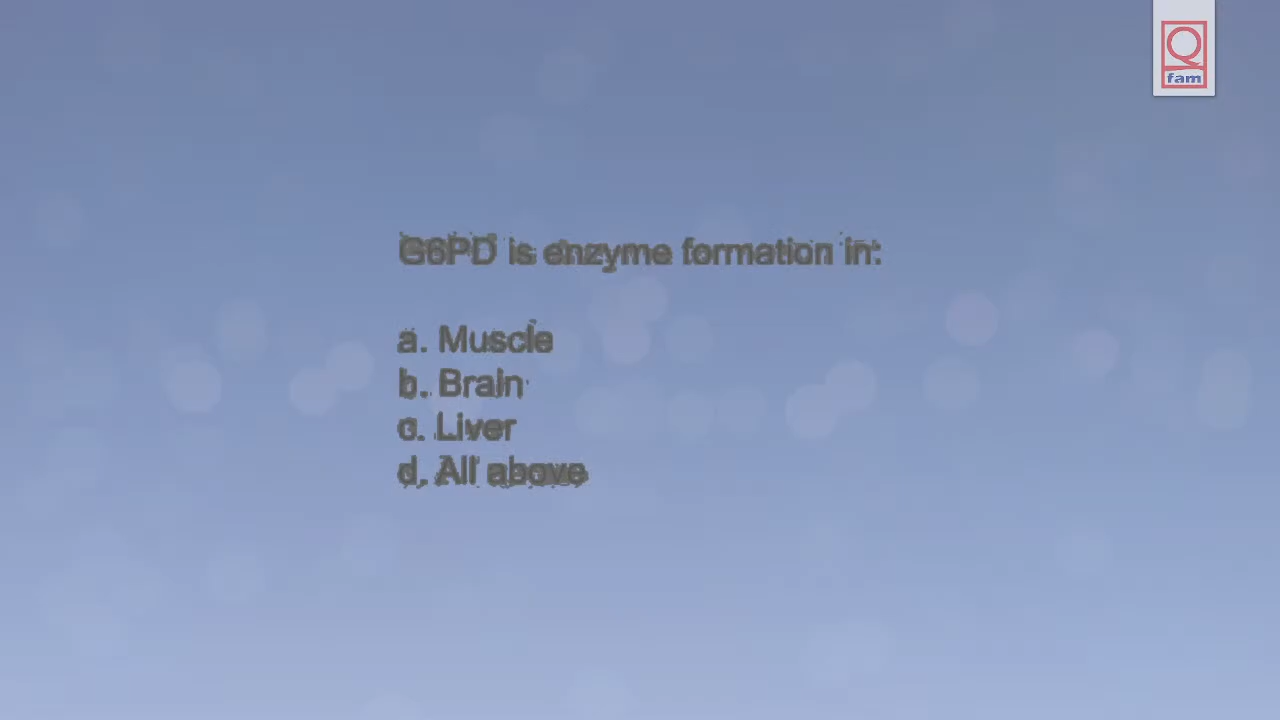 Q
fam
G6PD is enzyme formation in:
a. Muscle
b. Brain
c. Liver
d. All above